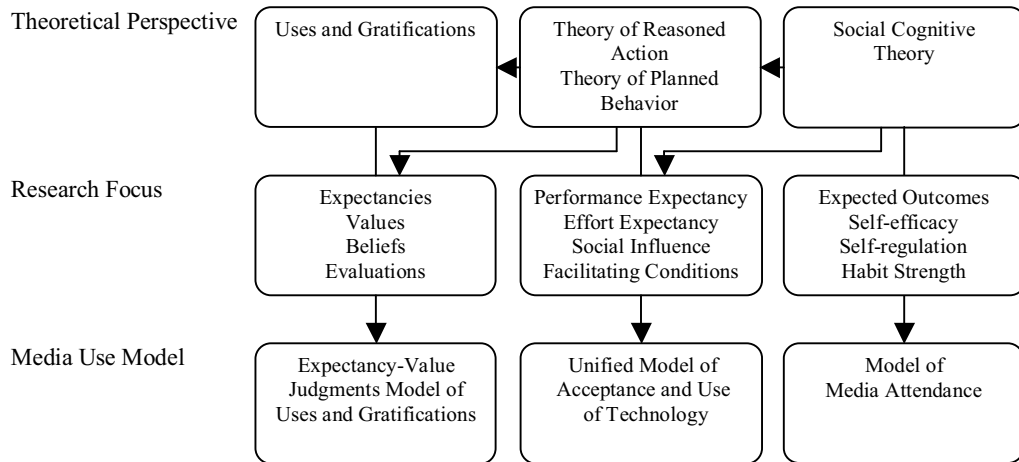 Theoretical Perspective
Uses and Gratifications
Theory of Reasoned
Action
Theory of Planned
Behavior
Social Cognitive
Theory
Research Focus
Expectancies
Values
Beliefs
Evaluations
Performance Expectancy
Effort Expectancy
Social Influence
Facilitating Conditions
Expected Outcomes
Self-efficacy
Self-regulation
Habit Strength
Media Use Model
Expectancy-Value
Judgments Model of
Uses and Gratifications
Unified Model of
Acceptance and Use
of Technology
Model of
Media Attendance